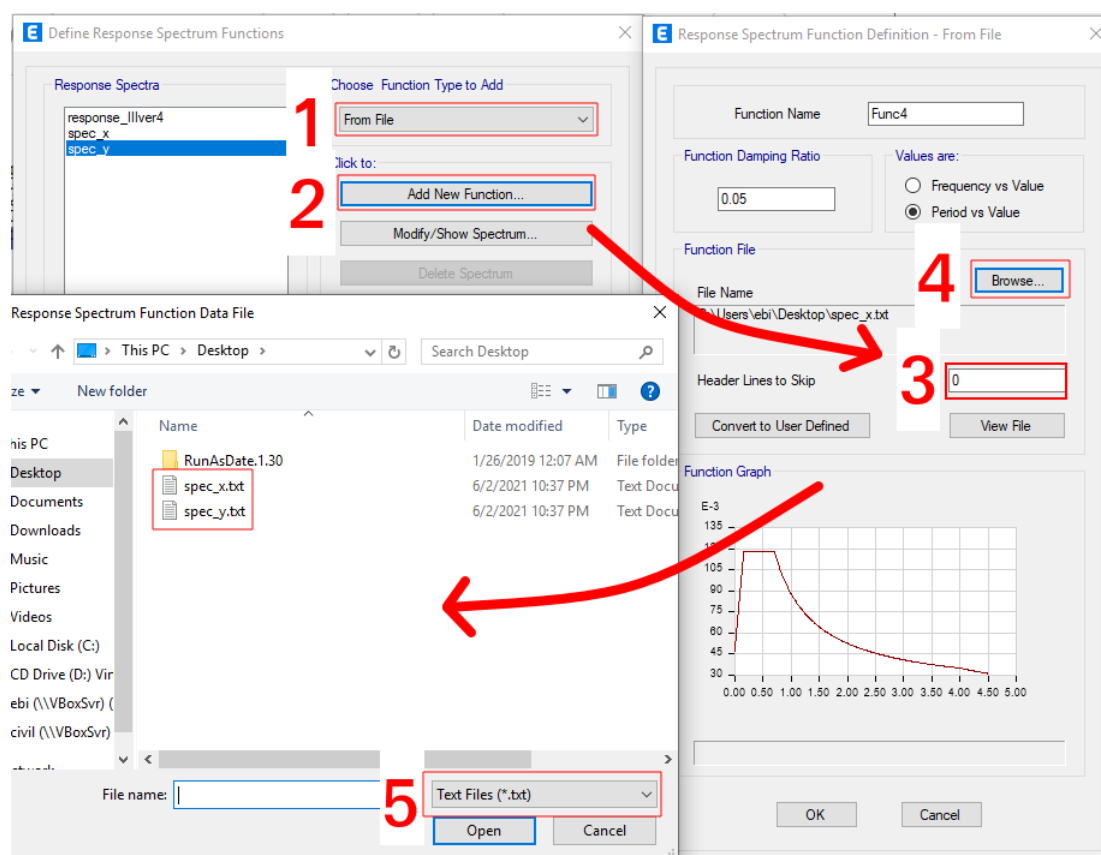 E Define Response Spectrum Functions
Response Spectra
response_IIIver4
spec_x
spec_y
Choose Function Type to Add
1
From File
Click to:
2
Add New Function...
Modify/Show Spectrum...
Delete Spectrum
E Response Spectrum Function Definition - From File
Function Name
Func4
Function Damping Ratio
0.05
Values are:
Frequency vs Value
Period vs Value
Function File
4
Browse...
File Name
\Users\ebi\Desktop\spec_x.txt
Header Lines to Skip
3
0
Convert to User Defined
View File
Function Graph
E-3
135
105
90
75
60
45
30
0.00 0.50 1.00 1.50 2.00 2.50 3.00 3.50 4.00 4.50 5.00
OK
Cancel
Response Spectrum Function Data File
This PC > Desktop >
Search Desktop
ze
New folder
?
Name
Date modified
Type
his PC
Desktop
Documents
Downloads
Music
Pictures
Videos
Local Disk (C:)
CD Drive (D:) Vir
ebi (\\VBoxSvr) (
civil (\\VBoxSvr)
RunAsDate.1.30
1/26/2019 12:07 AM
File folder
spec_x.txt
6/2/2021 10:37 PM
Text Docu
spec_y.txt
6/2/2021 10:37 PM
Text Docu
File name:
5
Text Files (*.txt)
Open
Cancel